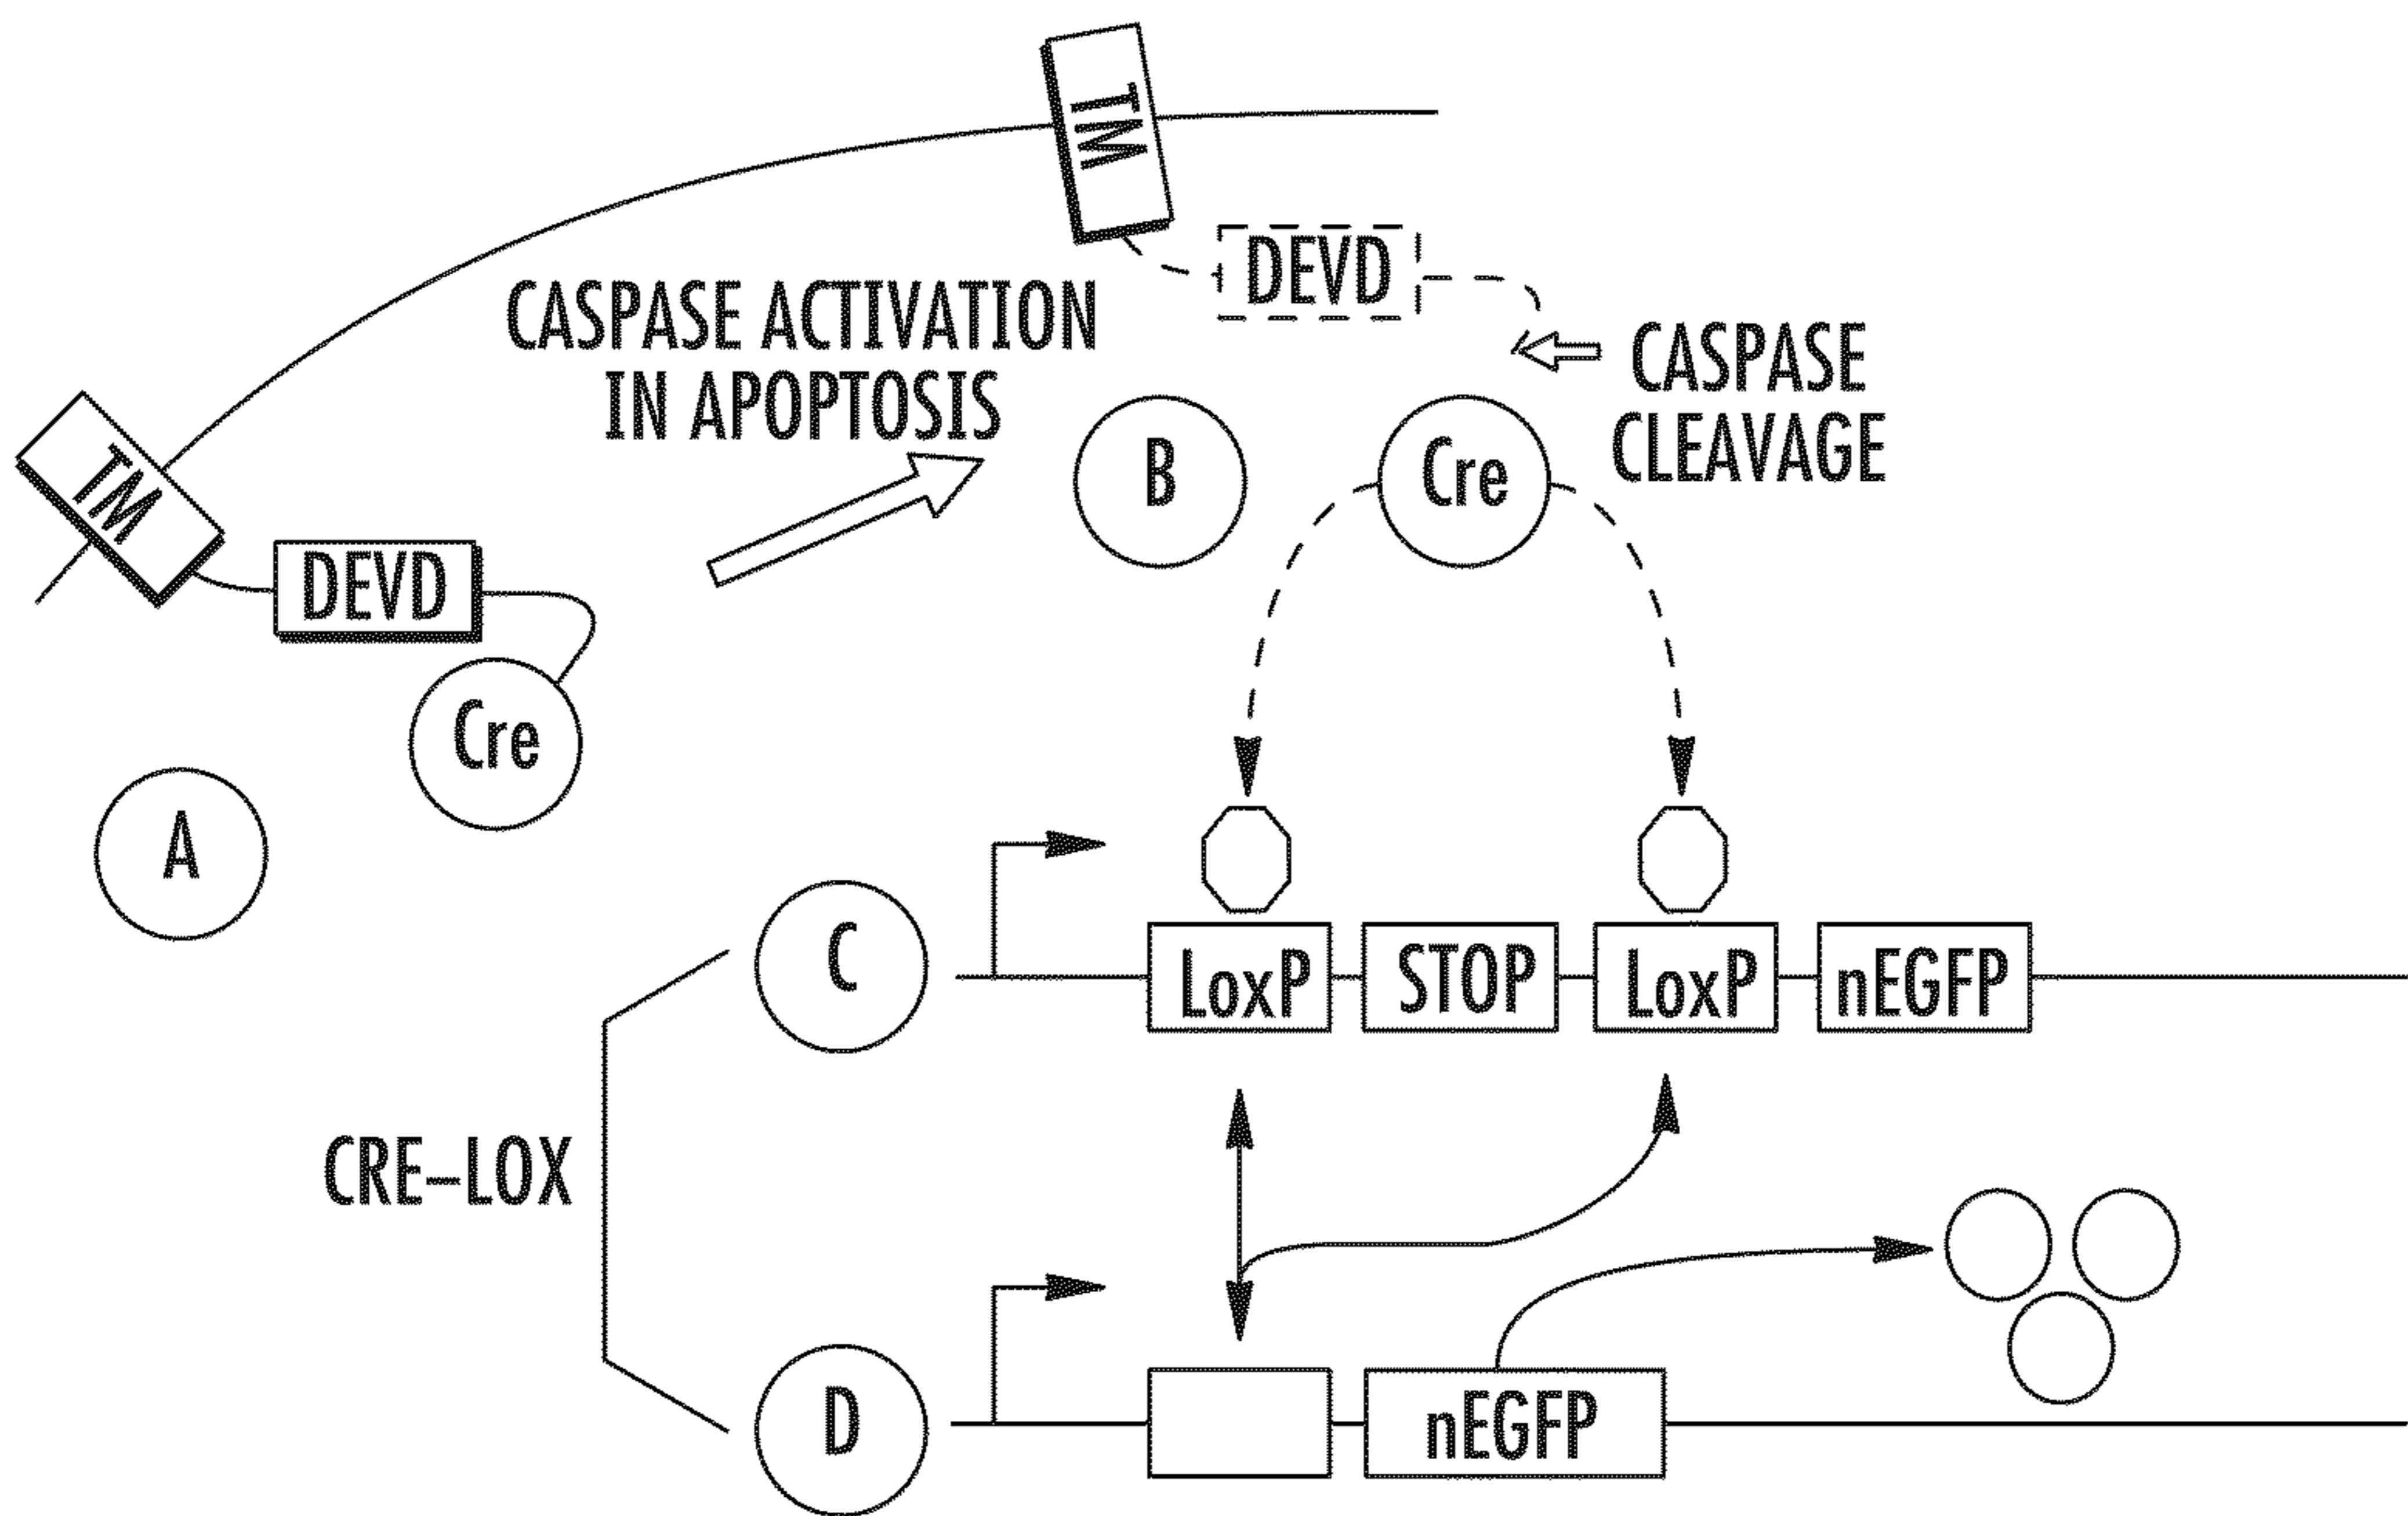 TM
DEVD
CASPASE ACTIVATION
IN APOPTOSIS
CASPASE
CLEAVAGE
TM
DEVD
Cre
A
B
Cre
C
LoxP
STOP
LoxP
nEGFP
CRE–LOX
D
nEGFP